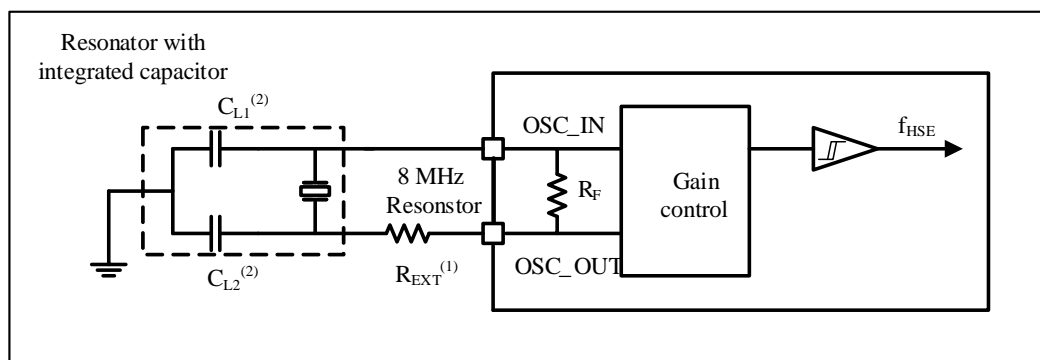 Resonator with
integrated capacitor
C_L1^(2)
OSC_IN
f_HSE
8 MHz
Resonstor
R_F
Gain
control
OSC_OUT
C_L2^(2)
R_EXT^(1)